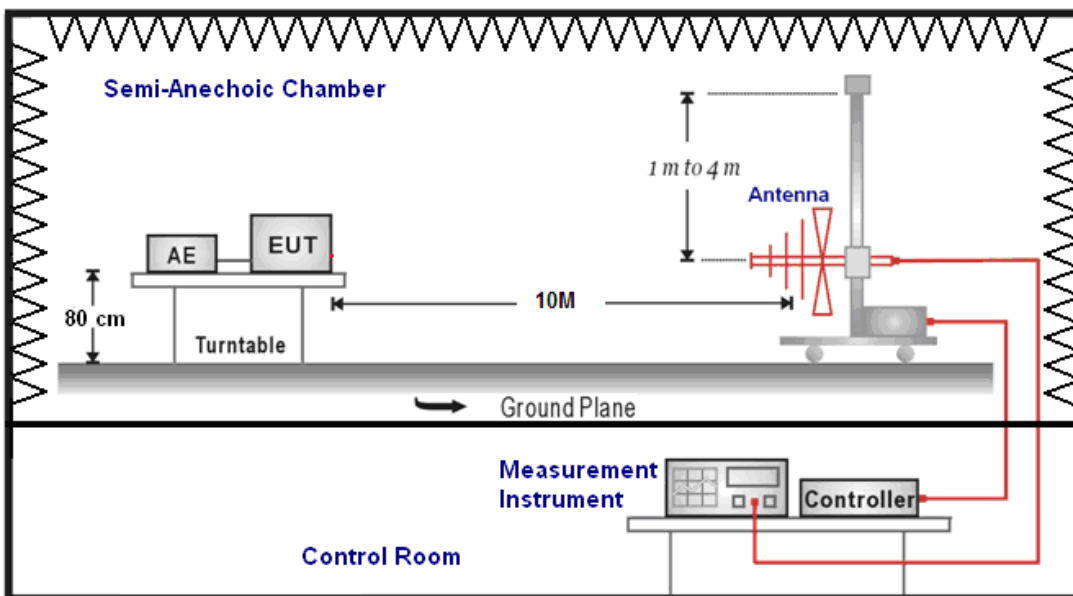 Semi-Anechoic Chamber
1 m to 4 m
Antenna
AE
EUT
10M
80 cm
Turntable
Ground Plane
Measurement
Instrument
Controller
Control Room